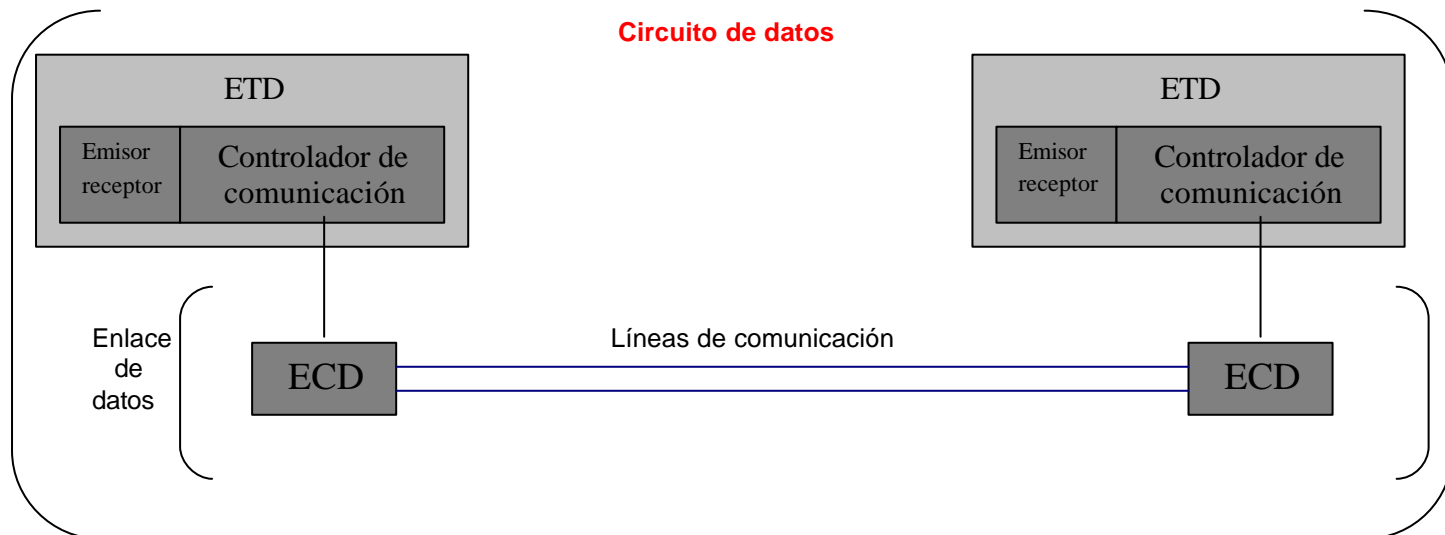 Circuito de datos
ETD
Emisor
receptor
Controlador de
comunicación
ETD
Emisor
receptor
Controlador de
comunicación
Enlace
de
datos
ECD
Líneas de comunicación
ECD